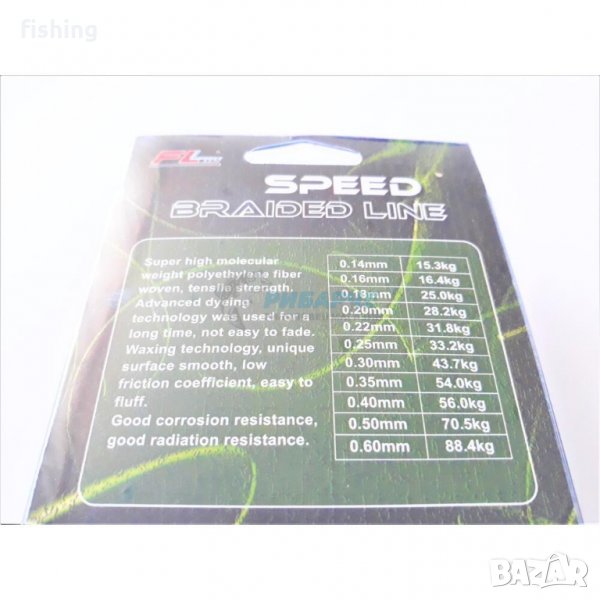 fishing
FL
SPEED
BRAIDED LINE
Super high molecular
weight polyethylene fiber
woven, tensile strength.
Advanced dyeing
technology was used for a
long time, not easy to fade.
Waxing technology, unique
surface smooth, low
friction coefficient, easy to
fluff.
Good corrosion resistance,
good radiation resistance.
0.14mm 15.3kg
0.16mm 16.4kg
0.18mm 25.0kg
0.20mm 28.2kg
0.22mm 31.8kg
0.25mm 33.2kg
0.30mm 43.7kg
0.35mm 54.0kg
0.40mm 56.0kg
0.50mm 70.5kg
0.60mm 88.4kg
BAZAR